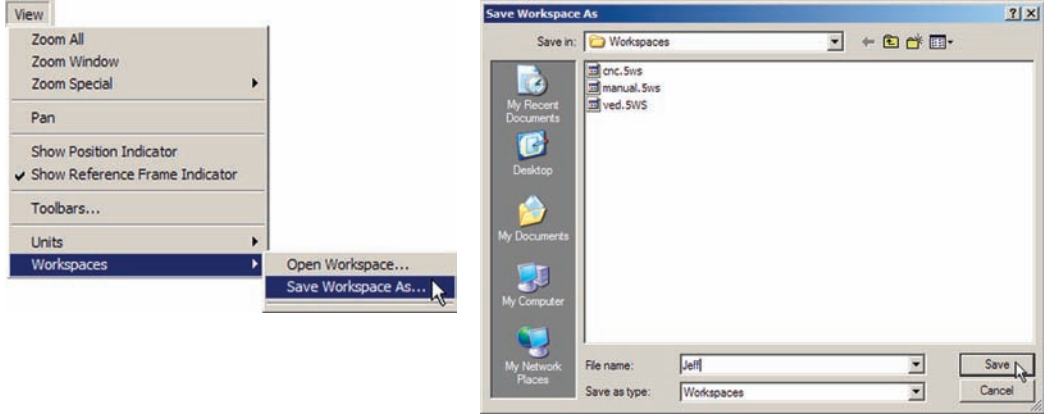 View
Zoom All
Zoom Window
Zoom Special
Pan
Show Position Indicator
Show Reference Frame Indicator
Toolbars...
Units
Workspaces
Open Workspace...
Save Workspace As...
Save Workspace As
Save in:
Workspaces
cnc.5ws
manual.5ws
ved.5WS
My Recent
Documents
Desktop
My Documents
My Computer
My Network
Places
File name:
Jeff
Save
Save as type:
Workspaces
Cancel